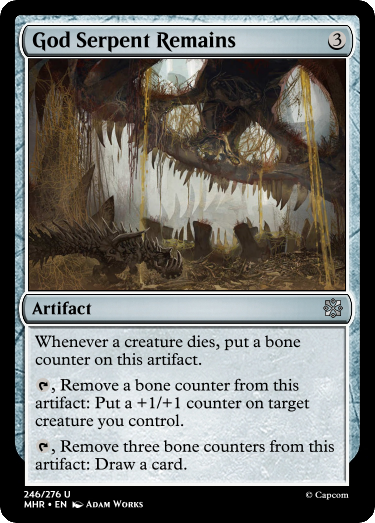 God Serpent Remains 3
Artifact
Whenever a creature dies, put a bone
counter on this artifact.
, Remove a bone counter from this
artifact: Put a +1/+1 counter on target
creature you control.
, Remove three bone counters from this
artifact: Draw a card.
246/276 U
MHR • EN Adam Works
© Capcom